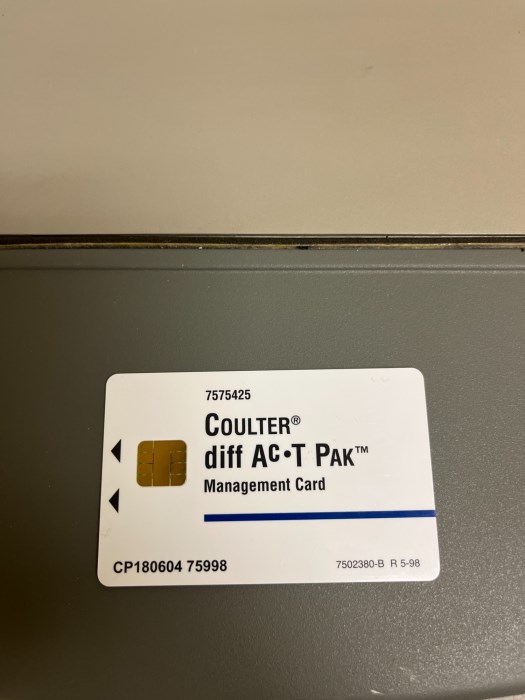 7575425
COULTER®
diff Aᶜ•T PAK™
Management Card
CP180604 75998
7502380-B R 5-98